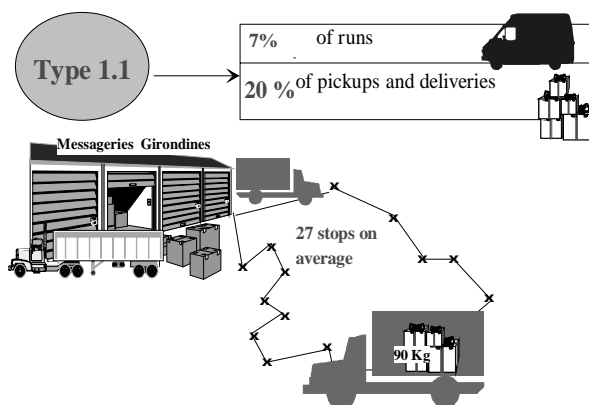 Type 1.1
7% of runs
20 % of pickups and deliveries
Messageries Girondines
27 stops on
average
90 Kg